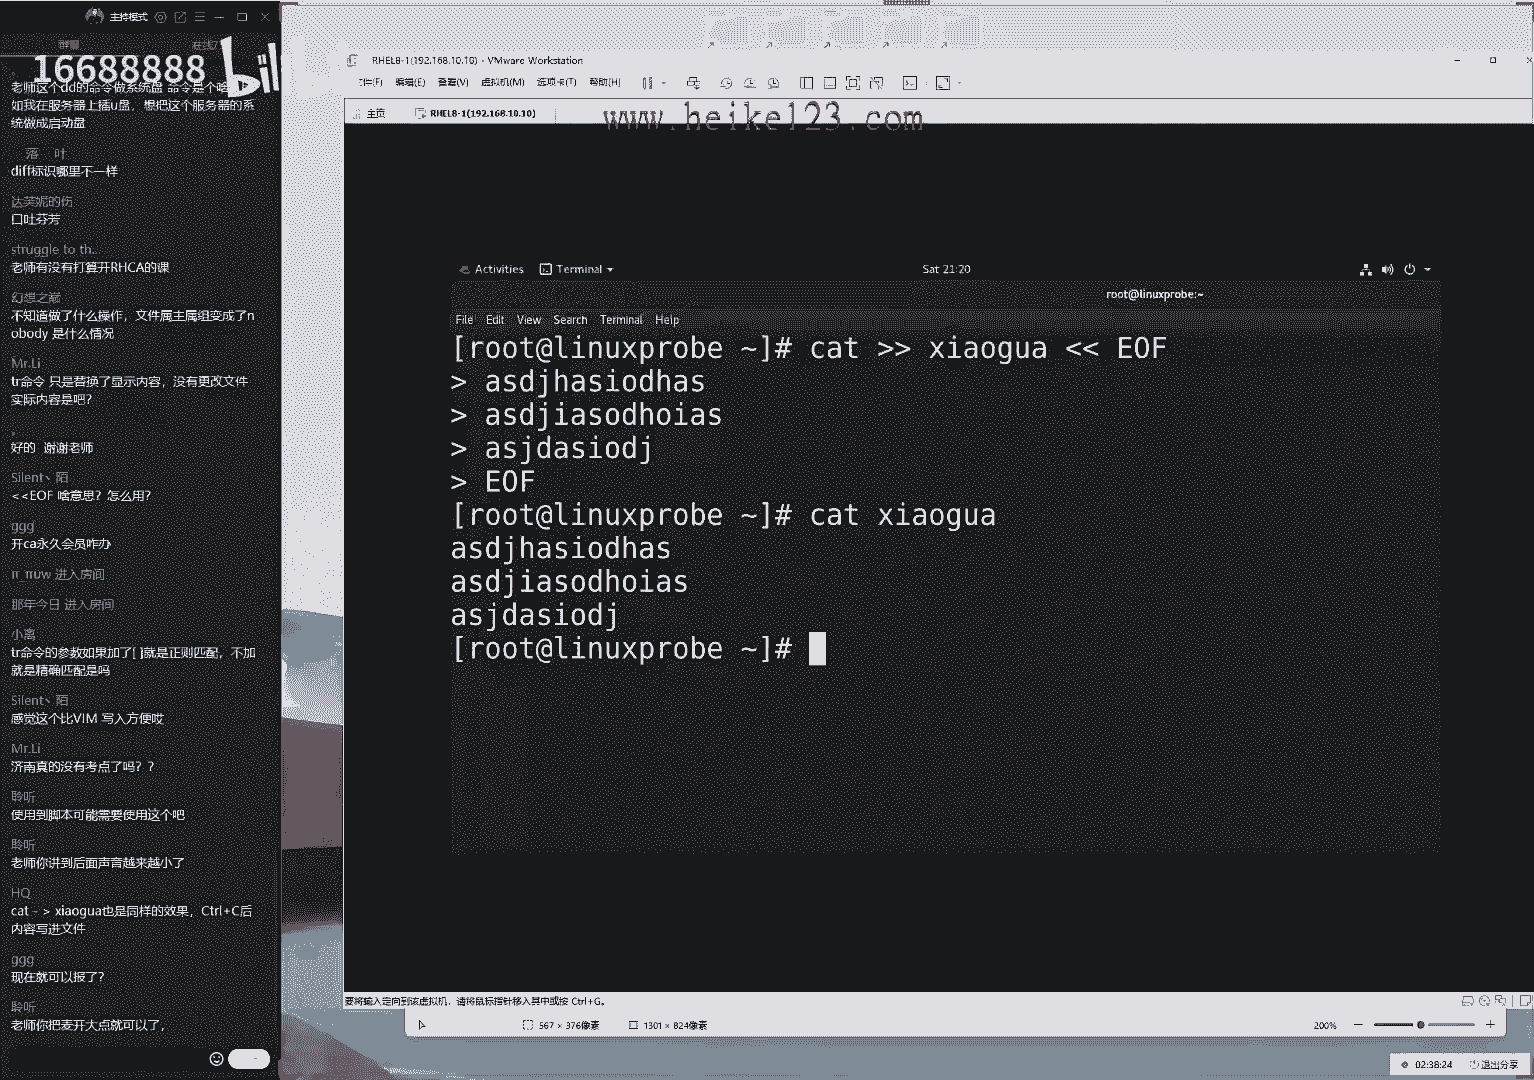 主持模式
16688888
bil
老师这个dd的命令做系统盘 命令是个啥
如我在服务器上插u盘，想把这个服务器的系
统做成启动盘
落 叶
diff标识哪里不一样
达芙妮的伤
口吐芬芳
struggle to th...
老师有没有打算开RHCA的课
幻想之巅
不知道做了什么操作，文件属主属组变成了n
obody 是什么情况
Mr.Li
tr命令 只是替换了显示内容，没有更改文件
实际内容是吧？
好的 谢谢老师
Silent丶陌
<<EOF 啥意思？怎么用？
ggg
开ca永久会员咋办
进入房间
那年今日 进入房间
小离
tr命令的参数如果加了[ ]就是正则匹配，不加
就是精确匹配是吗
Silent丶陌
感觉这个比VIM 写入方便哎
Mr.Li
济南真的没有考点了吗？？
聆听
使用到脚本可能需要使用这个吧
聆听
老师你讲到后面声音越来越小了
HQ
cat - > xiaogua也是同样的效果，Ctrl+C后
内容写进文件
ggg
现在就可以报了？
聆听
老师你把麦开大点就可以了，
RHEL8-1(192.168.10.10) - VMware Workstation
文件(F) 编辑(E) 查看(V) 虚拟机(M) 选项卡(T) 帮助(H)
主页 RHEL8-1(192.168.10.10)
www.heike123.com
Activities Terminal Sat 21:20
root@linuxprobe:~
File Edit View Search Terminal Help
[root@linuxprobe ~]# cat >> xiaogua << EOF
> asdjhasiodhas
> asdjiasodhoias
> asjdasiodj
> EOF
[root@linuxprobe ~]# cat xiaogua
asdjhasiodhas
asdjiasodhoias
asjdasiodj
[root@linuxprobe ~]#
要将输入定向到该虚拟机，请将鼠标指针移入其中或按 Ctrl+G。
567 × 376像素 1301 × 824像素 200%
02:38:24 退出分享